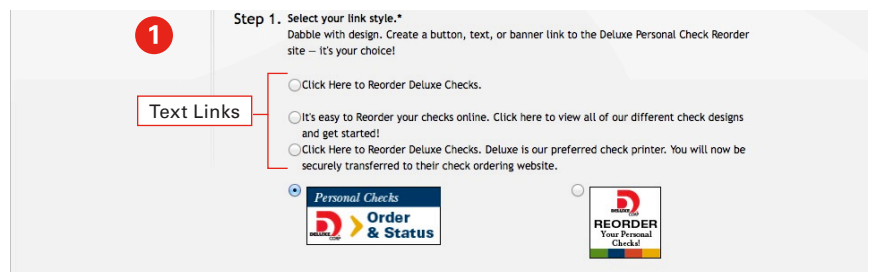 1
Step 1. Select your link style.*
Dabble with design. Create a button, text, or banner link to the Deluxe Personal Check Reorder
site — it's your choice!
Click Here to Reorder Deluxe Checks.
Text Links
It's easy to Reorder your checks online. Click here to view all of our different check designs
and get started!
Click Here to Reorder Deluxe Checks. Deluxe is our preferred check printer. You will now be
securely transferred to their check ordering website.
Personal Checks
Order
& Status
DELUXE
CORP
DELUXE
CORP
REORDER
Your Personal
Checks!